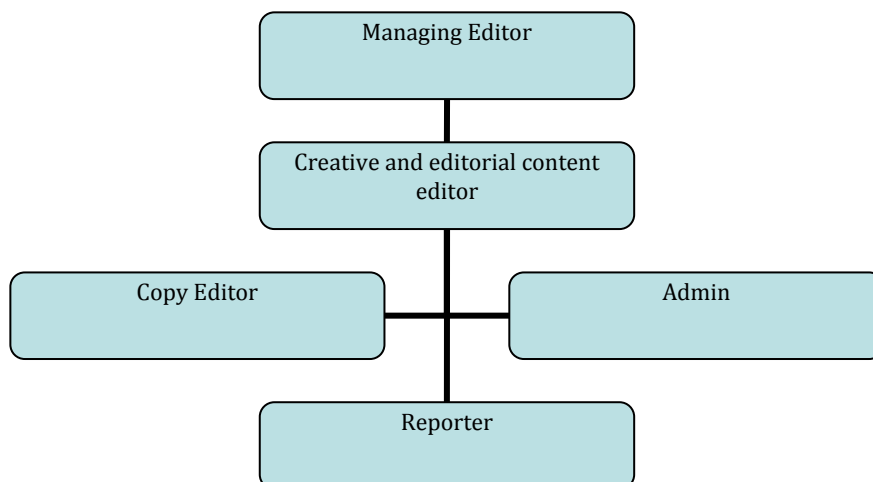 Managing Editor
Creative and editorial content
editor
Copy Editor
Admin
Reporter